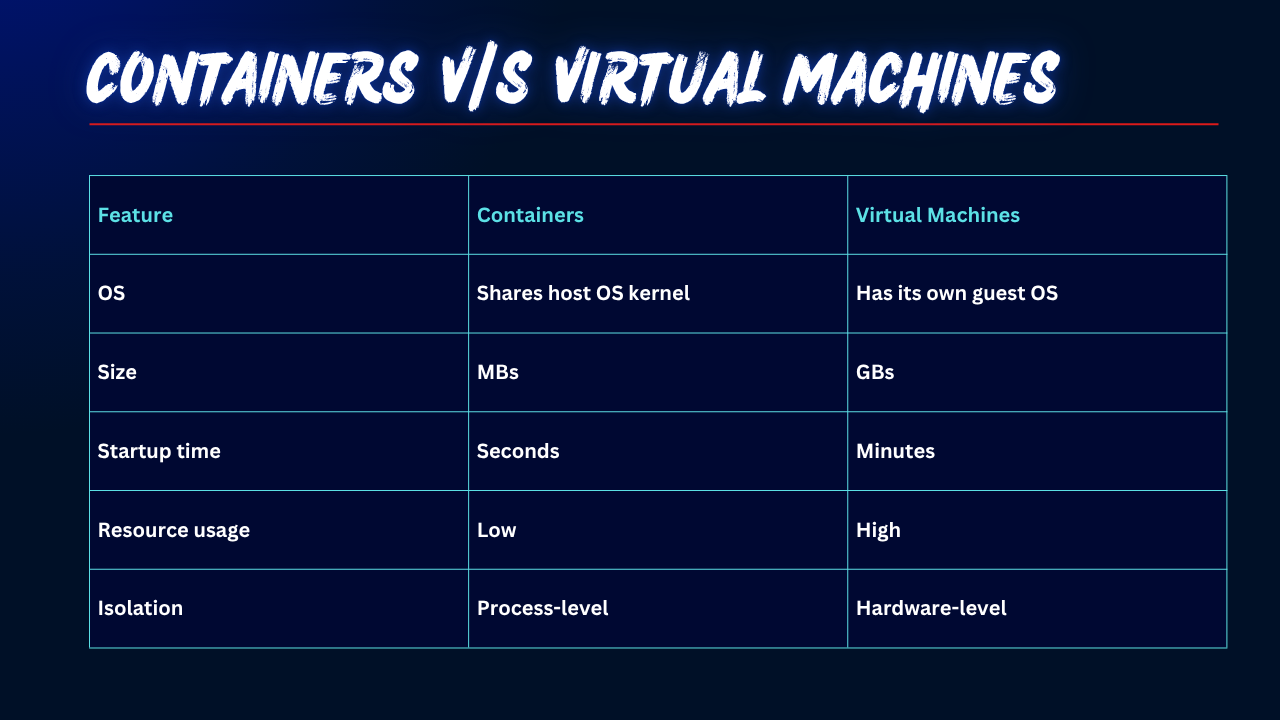 CONTAINERS V/S VIRTUAL MACHINES
Feature Containers Virtual Machines
OS Shares host OS kernel Has its own guest OS
Size MBs GBs
Startup time Seconds Minutes
Resource usage Low High
Isolation Process-level Hardware-level